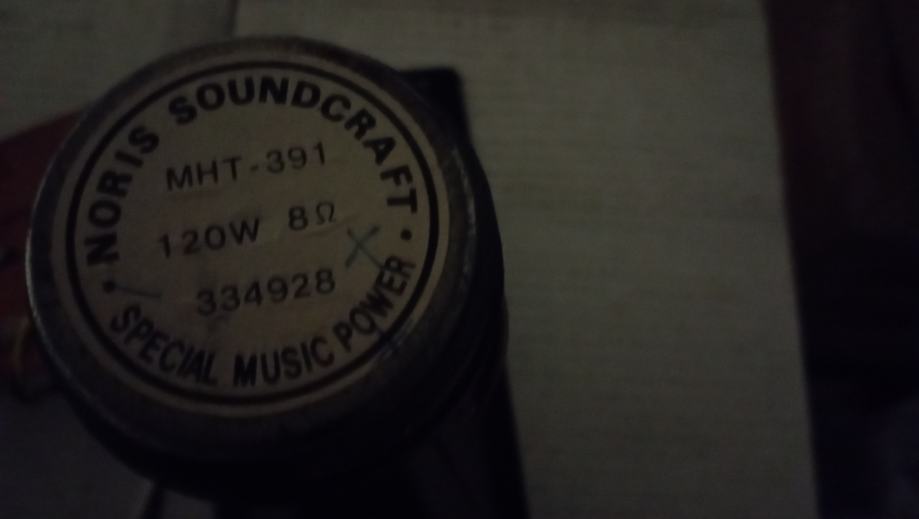 NORIS SOUNDCRAFT
MHT-391
120W 8Ω
334928
• SPECIAL MUSIC POWER •